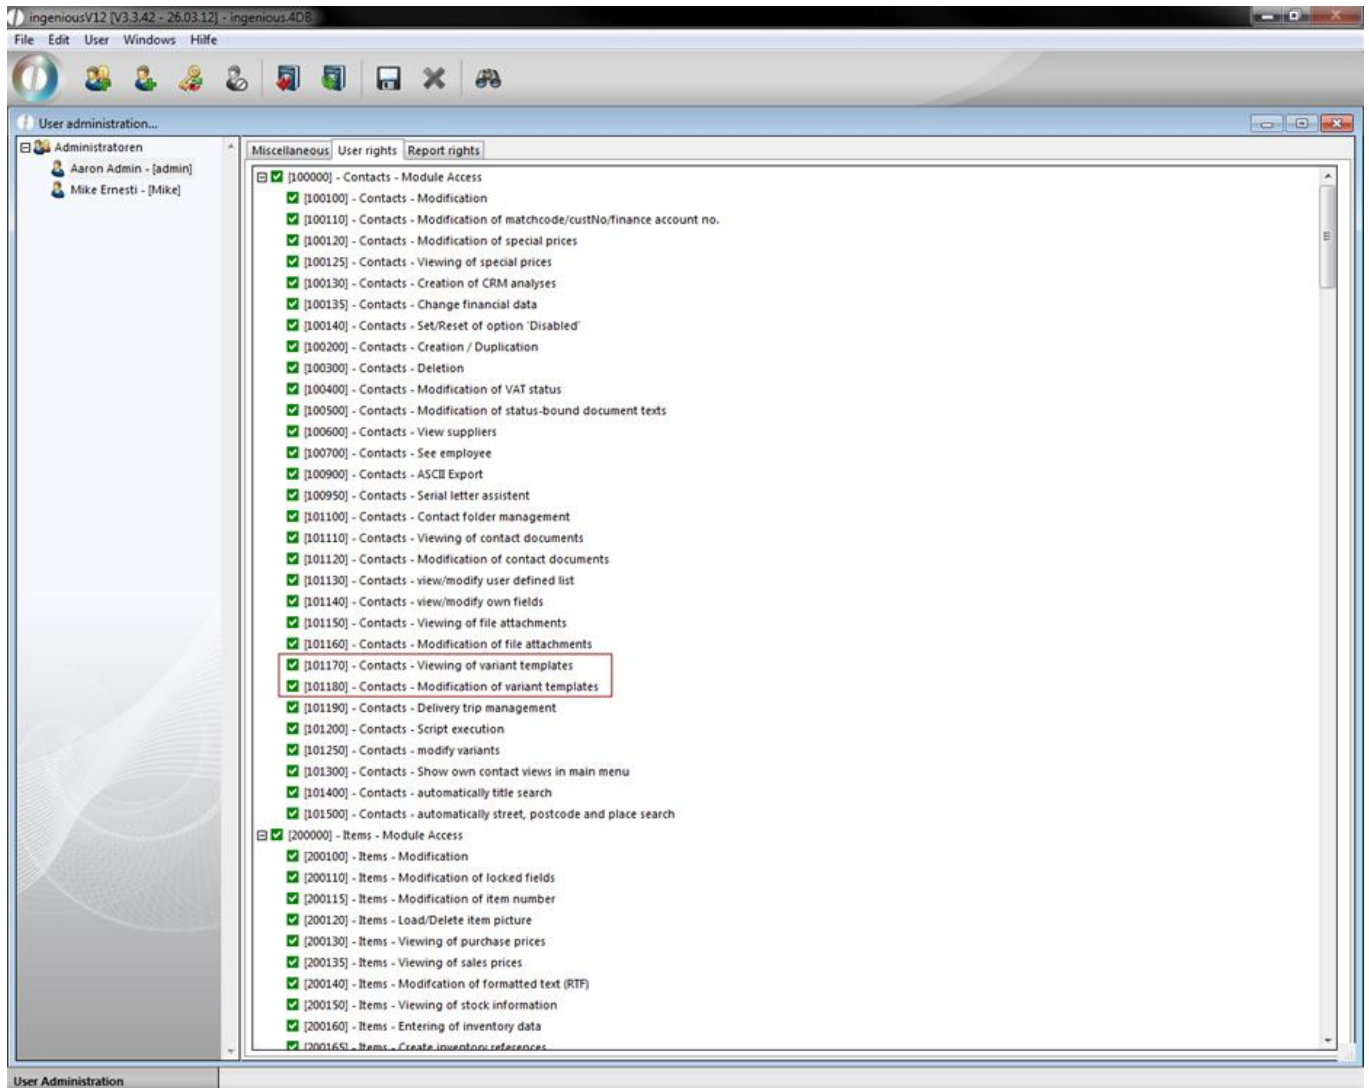 ingeniousV12 [V3.3.42 - 26.03.12] - ingenious.4DB
File Edit User Windows Hilfe
User administration...
Administratoren
Aaron Admin - [admin]
Mike Ernesti - [Mike]
Miscellaneous User rights Report rights
[100000] - Contacts - Module Access
[100100] - Contacts - Modification
[100110] - Contacts - Modification of matchcode/custNo/finance account no.
[100120] - Contacts - Modification of special prices
[100125] - Contacts - Viewing of special prices
[100130] - Contacts - Creation of CRM analyses
[100135] - Contacts - Change financial data
[100140] - Contacts - Set/Reset of option 'Disabled'
[100200] - Contacts - Creation / Duplication
[100300] - Contacts - Deletion
[100400] - Contacts - Modification of VAT status
[100500] - Contacts - Modification of status-bound document texts
[100600] - Contacts - View suppliers
[100700] - Contacts - See employee
[100900] - Contacts - ASCII Export
[100950] - Contacts - Serial letter assistent
[101100] - Contacts - Contact folder management
[101110] - Contacts - Viewing of contact documents
[101120] - Contacts - Modification of contact documents
[101130] - Contacts - view/modify user defined list
[101140] - Contacts - view/modify own fields
[101150] - Contacts - Viewing of file attachments
[101160] - Contacts - Modification of file attachments
[101170] - Contacts - Viewing of variant templates
[101180] - Contacts - Modification of variant templates
[101190] - Contacts - Delivery trip management
[101200] - Contacts - Script execution
[101250] - Contacts - modify variants
[101300] - Contacts - Show own contact views in main menu
[101400] - Contacts - automatically title search
[101500] - Contacts - automatically street, postcode and place search
[200000] - Items - Module Access
[200100] - Items - Modification
[200110] - Items - Modification of locked fields
[200115] - Items - Modification of item number
[200120] - Items - Load/Delete item picture
[200130] - Items - Viewing of purchase prices
[200135] - Items - Viewing of sales prices
[200140] - Items - Modifcation of formatted text (RTF)
[200150] - Items - Viewing of stock information
[200160] - Items - Entering of inventory data
[200165] - Items - Create inventory references
User Administration